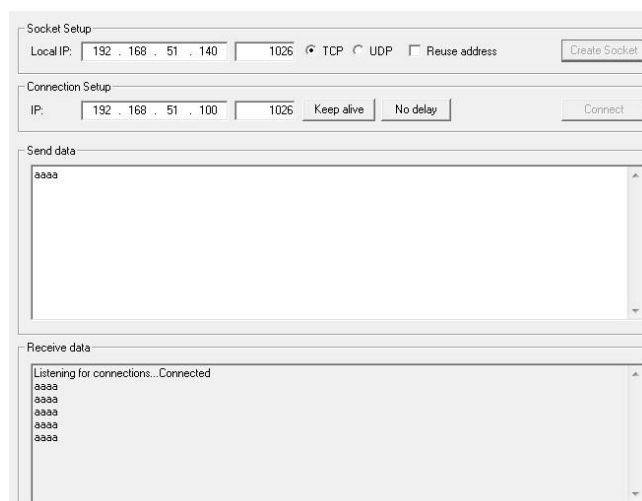 Socket Setup
Local IP: 192 . 168 . 51 . 140 1026 TCP UDP Reuse address Create Socket
Connection Setup
IP: 192 . 168 . 51 . 100 1026 Keep alive No delay Connect
Send data
aaaa
Receive data
Listening for connections...Connected
aaaa
aaaa
aaaa
aaaa
aaaa